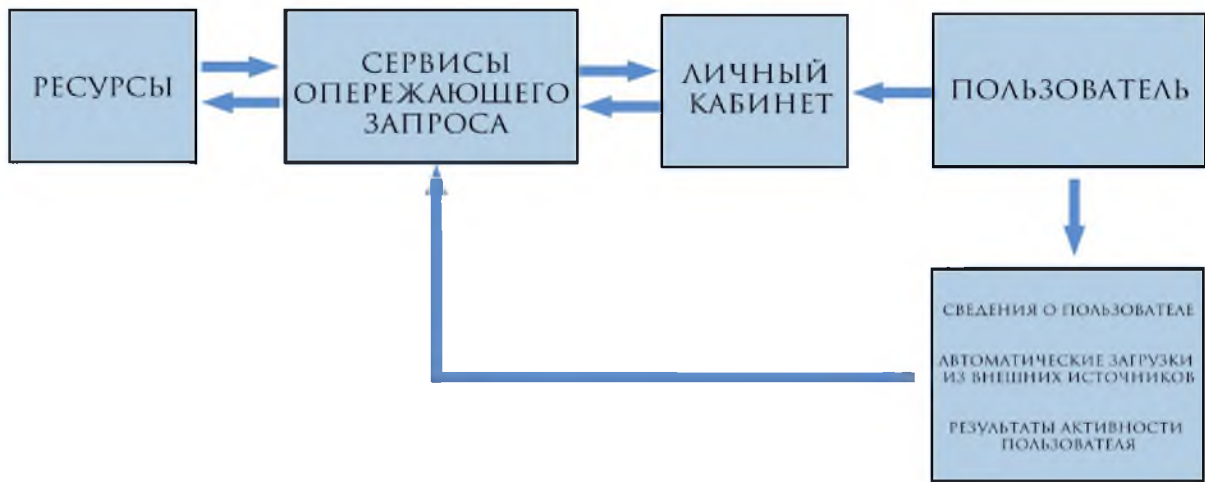 РЕСУРСЫ
СЕРВИСЫ
ОПЕРЕЖАЮЩЕГО
ЗАПРОСА
ЛИЧНЫЙ
КАБИНЕТ
ПОЛЬЗОВАТЕЛЬ
СВЕДЕНИЯ О ПОЛЬЗОВАТЕЛЕ
АВТОМАТИЧЕСКИЕ ЗАГРУЗКИ
ИЗ ВНЕШНИХ ИСТОЧНИКОВ
РЕЗУЛЬТАТЫ АКТИВНОСТИ
ПОЛЬЗОВАТЕЛЯ